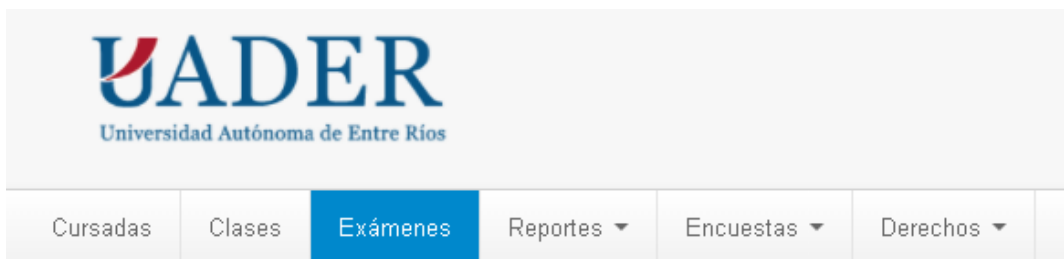 UADER
Universidad Autónoma de Entre Ríos
Cursadas Clases Exámenes Reportes Encuestas Derechos